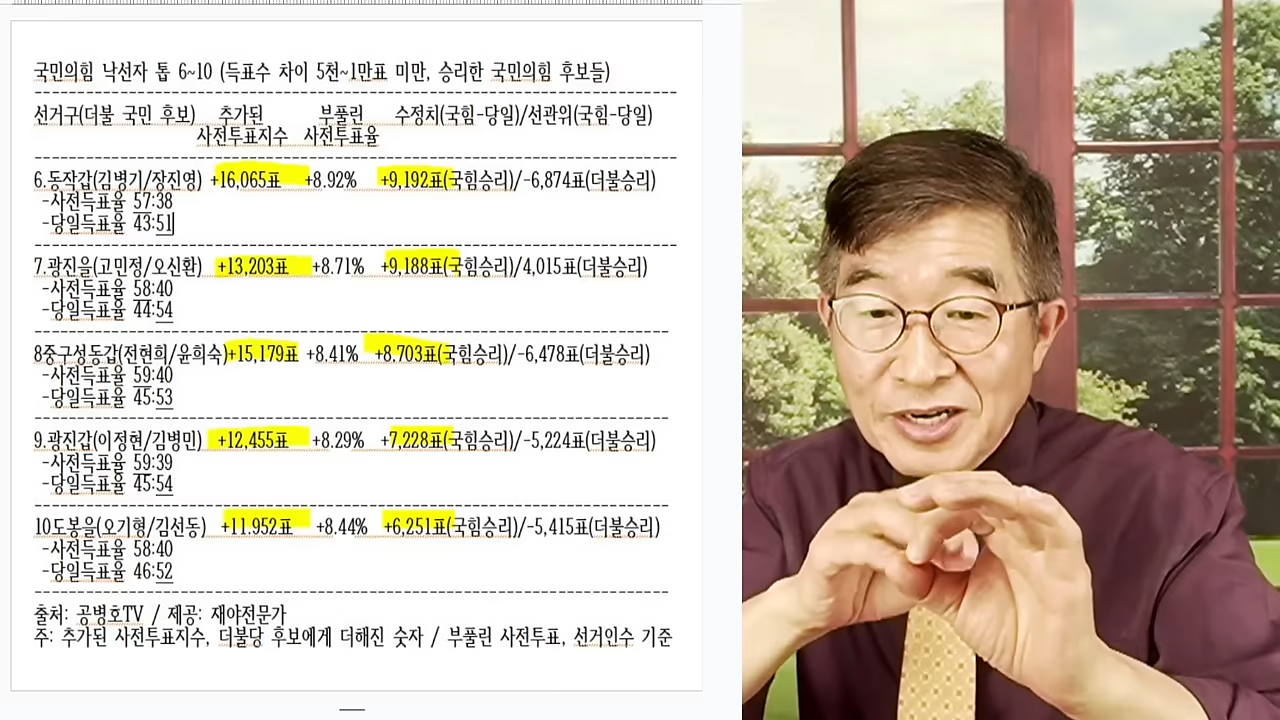 국민의힘 낙선자 톱 6~10 (득표수 차이 5천~1만표 미만, 승리한 국민의힘 후보들)
선거구(더불 국민 후보) 추가된 부풀린 수정치(국힘-당일)/선관위(국힘-당일)
사전투표지수 사전투표율
6.동작갑(김병기/장진영) +16,065표 +8.92% +9,192표(국힘승리)/-6,874표(더불승리)
-사전득표율 57:38
-당일득표율 43:51
7.광진을(고민정/오신환) +13,203표 +8.71% +9,188표(국힘승리)/4,015표(더불승리)
-사전득표율 58:40
-당일득표율 44:54
8중구성동갑(전현희/윤희숙)+15,179표 +8.41% +8,703표(국힘승리)/-6,478표(더불승리)
-사전득표율 59:40
-당일득표율 45:53
9.광진갑(이정헌/김병민) +12,455표 +8.29% +7,228표(국힘승리)/-5,224표(더불승리)
-사전득표율 59:39
-당일득표율 45:54
10도봉을(오기형/김선동) +11,952표 +8.44% +6,251표(국힘승리)/-5,415표(더불승리)
-사전득표율 58:40
-당일득표율 46:52
출처: 공병호TV / 제공: 재야전문가
주: 추가된 사전투표지수, 더불당 후보에게 더해진 숫자 / 부풀린 사전투표, 선거인수 기준